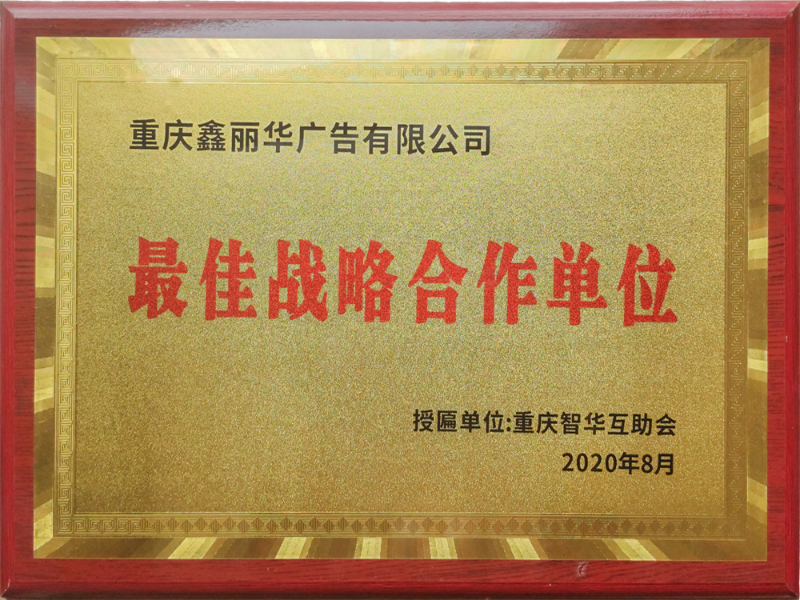 重庆鑫丽华广告有限公司
最佳战略合作单位
授匾单位:重庆智华互助会
2020年8月